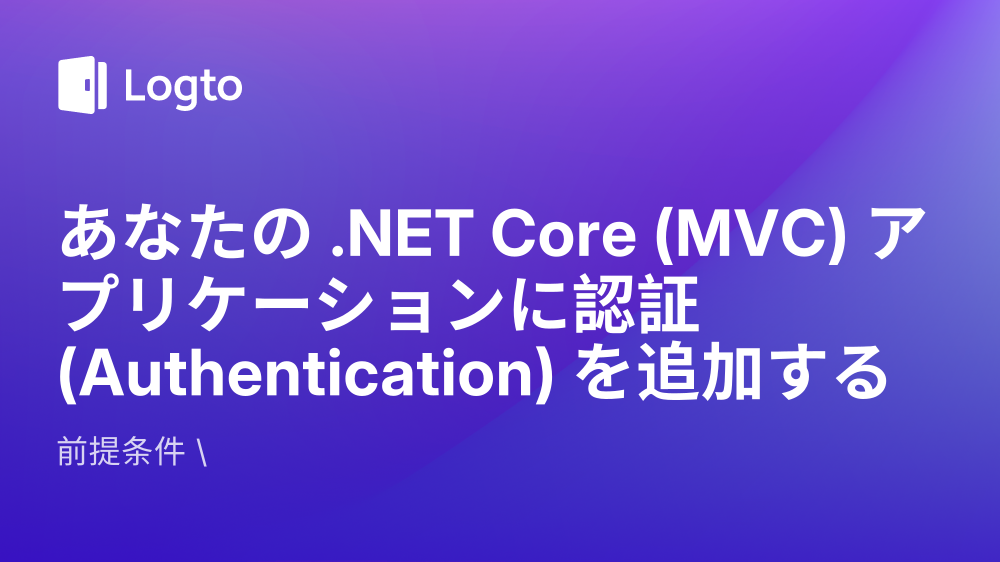 Logto
あなたの .NET Core (MVC) ア
プリケーションに認証
(Authentication) を追加する
前提条件 \